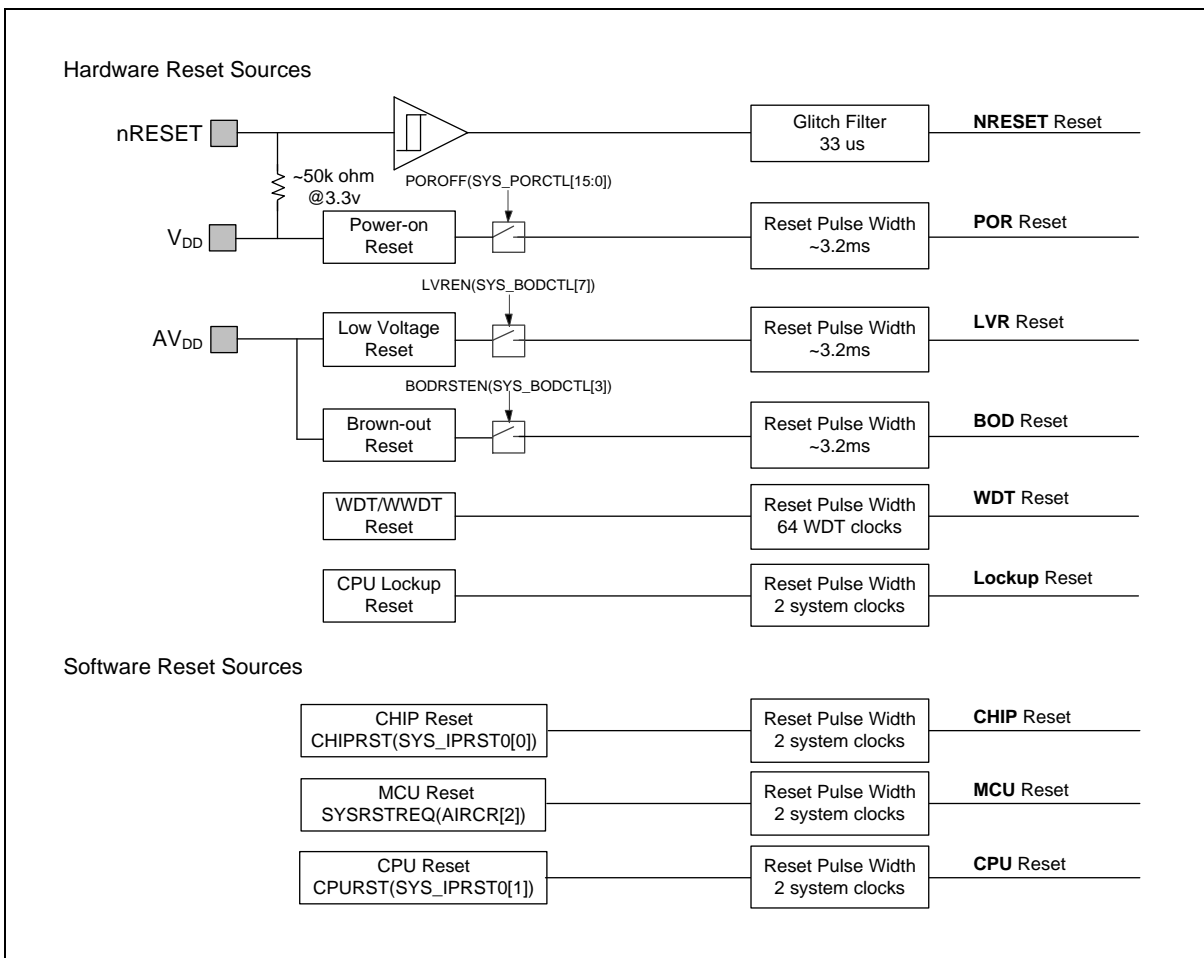 Hardware Reset Sources
nRESET
Glitch Filter
33 us
NRESET Reset
~50k ohm
@3.3v
POROFF(SYS_PORCTL[15:0])
VDD
Power-on
Reset
Reset Pulse Width
~3.2ms
POR Reset
LVREN(SYS_BODCTL[7])
AVDD
Low Voltage
Reset
Reset Pulse Width
~3.2ms
LVR Reset
BODRSTEN(SYS_BODCTL[3])
Brown-out
Reset
Reset Pulse Width
~3.2ms
BOD Reset
WDT/WWDT
Reset
Reset Pulse Width
64 WDT clocks
WDT Reset
CPU Lockup
Reset
Reset Pulse Width
2 system clocks
Lockup Reset
Software Reset Sources
CHIP Reset
CHIPRST(SYS_IPRST0[0])
Reset Pulse Width
2 system clocks
CHIP Reset
MCU Reset
SYSRSTREQ(AIRCR[2])
Reset Pulse Width
2 system clocks
MCU Reset
CPU Reset
CPURST(SYS_IPRST0[1])
Reset Pulse Width
2 system clocks
CPU Reset